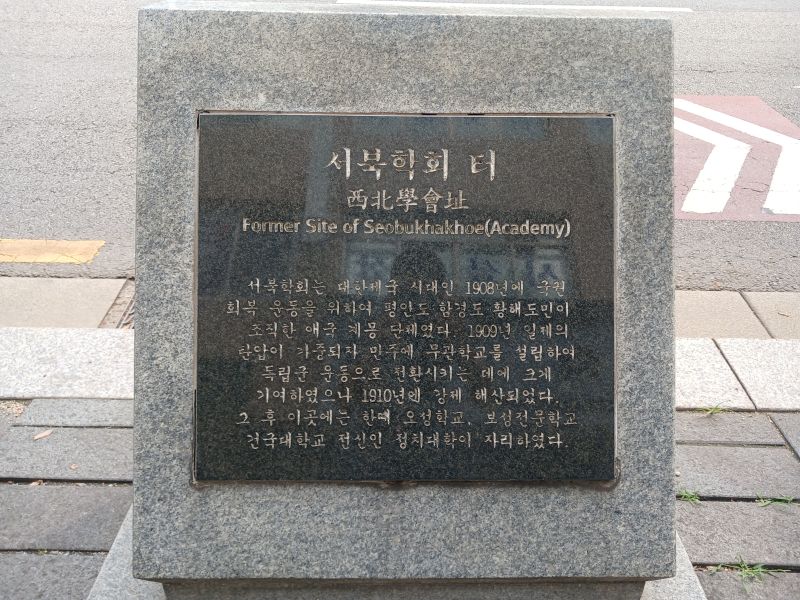 서북학회 터
西北學會址
Former Site of Seobukhakhoe(Academy)
서북학회는 대한제국 시대인 1908년에 국권
회복 운동을 위하여 평안도·함경도·황해도민이
조직한 애국 계몽 단체였다. 1909년 일제의
탄압이 가중되자 만주에 무관학교를 설립하여
독립군 운동으로 전환시키는 데에 크게
기여하였으나 1910년엔 강제 해산되었다.
그 후 이곳에는 한때 오성학교, 보성전문학교
건국대학교 전신인 정치대학이 자리하였다.